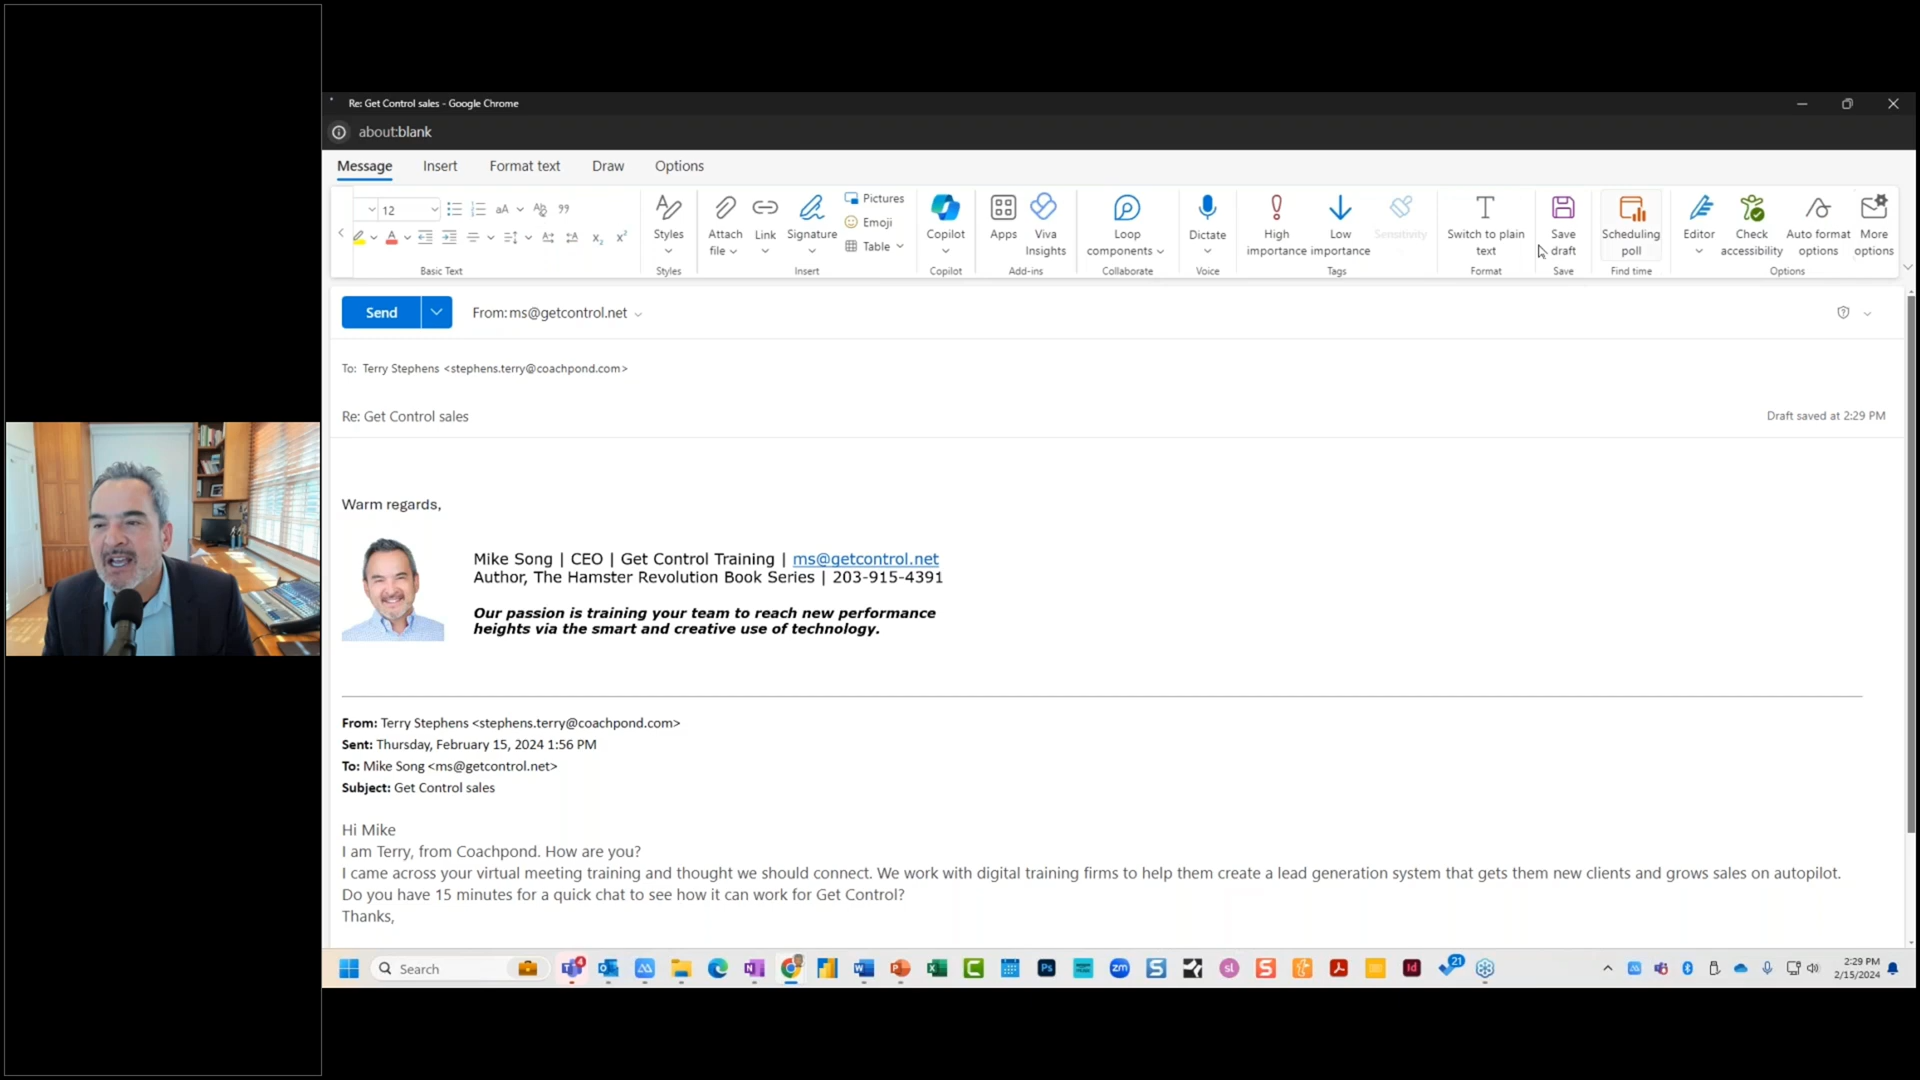 Re: Get Control sales - Google Chrome
about:blank
Message Insert Format text Draw Options
12
Styles
Attach file
Link
Signature
Pictures
Emoji
Table
Copilot
Apps
Viva Insights
Loop components
Dictate
High importance
Low importance
Sensitivity
Switch to plain text
Save draft
Scheduling poll
Editor
Check accessibility
Auto format options
More options
Basic Text Styles Insert Copilot Add-ins Collaborate Voice Tags Format Save Find time Options
Send From: ms@getcontrol.net
To: Terry Stephens <stephens.terry@coachpond.com>
Re: Get Control sales Draft saved at 2:29 PM
Warm regards,
Mike Song | CEO | Get Control Training | ms@getcontrol.net
Author, The Hamster Revolution Book Series | 203-915-4391
Our passion is training your team to reach new performance
heights via the smart and creative use of technology.
From: Terry Stephens <stephens.terry@coachpond.com>
Sent: Thursday, February 15, 2024 1:56 PM
To: Mike Song <ms@getcontrol.net>
Subject: Get Control sales
Hi Mike
I am Terry, from Coachpond. How are you?
I came across your virtual meeting training and thought we should connect. We work with digital training firms to help them create a lead generation system that gets them new clients and grows sales on autopilot.
Do you have 15 minutes for a quick chat to see how it can work for Get Control?
Thanks,
Search
4
zm
sl
Ps
Id
21
2:29 PM
2/15/2024